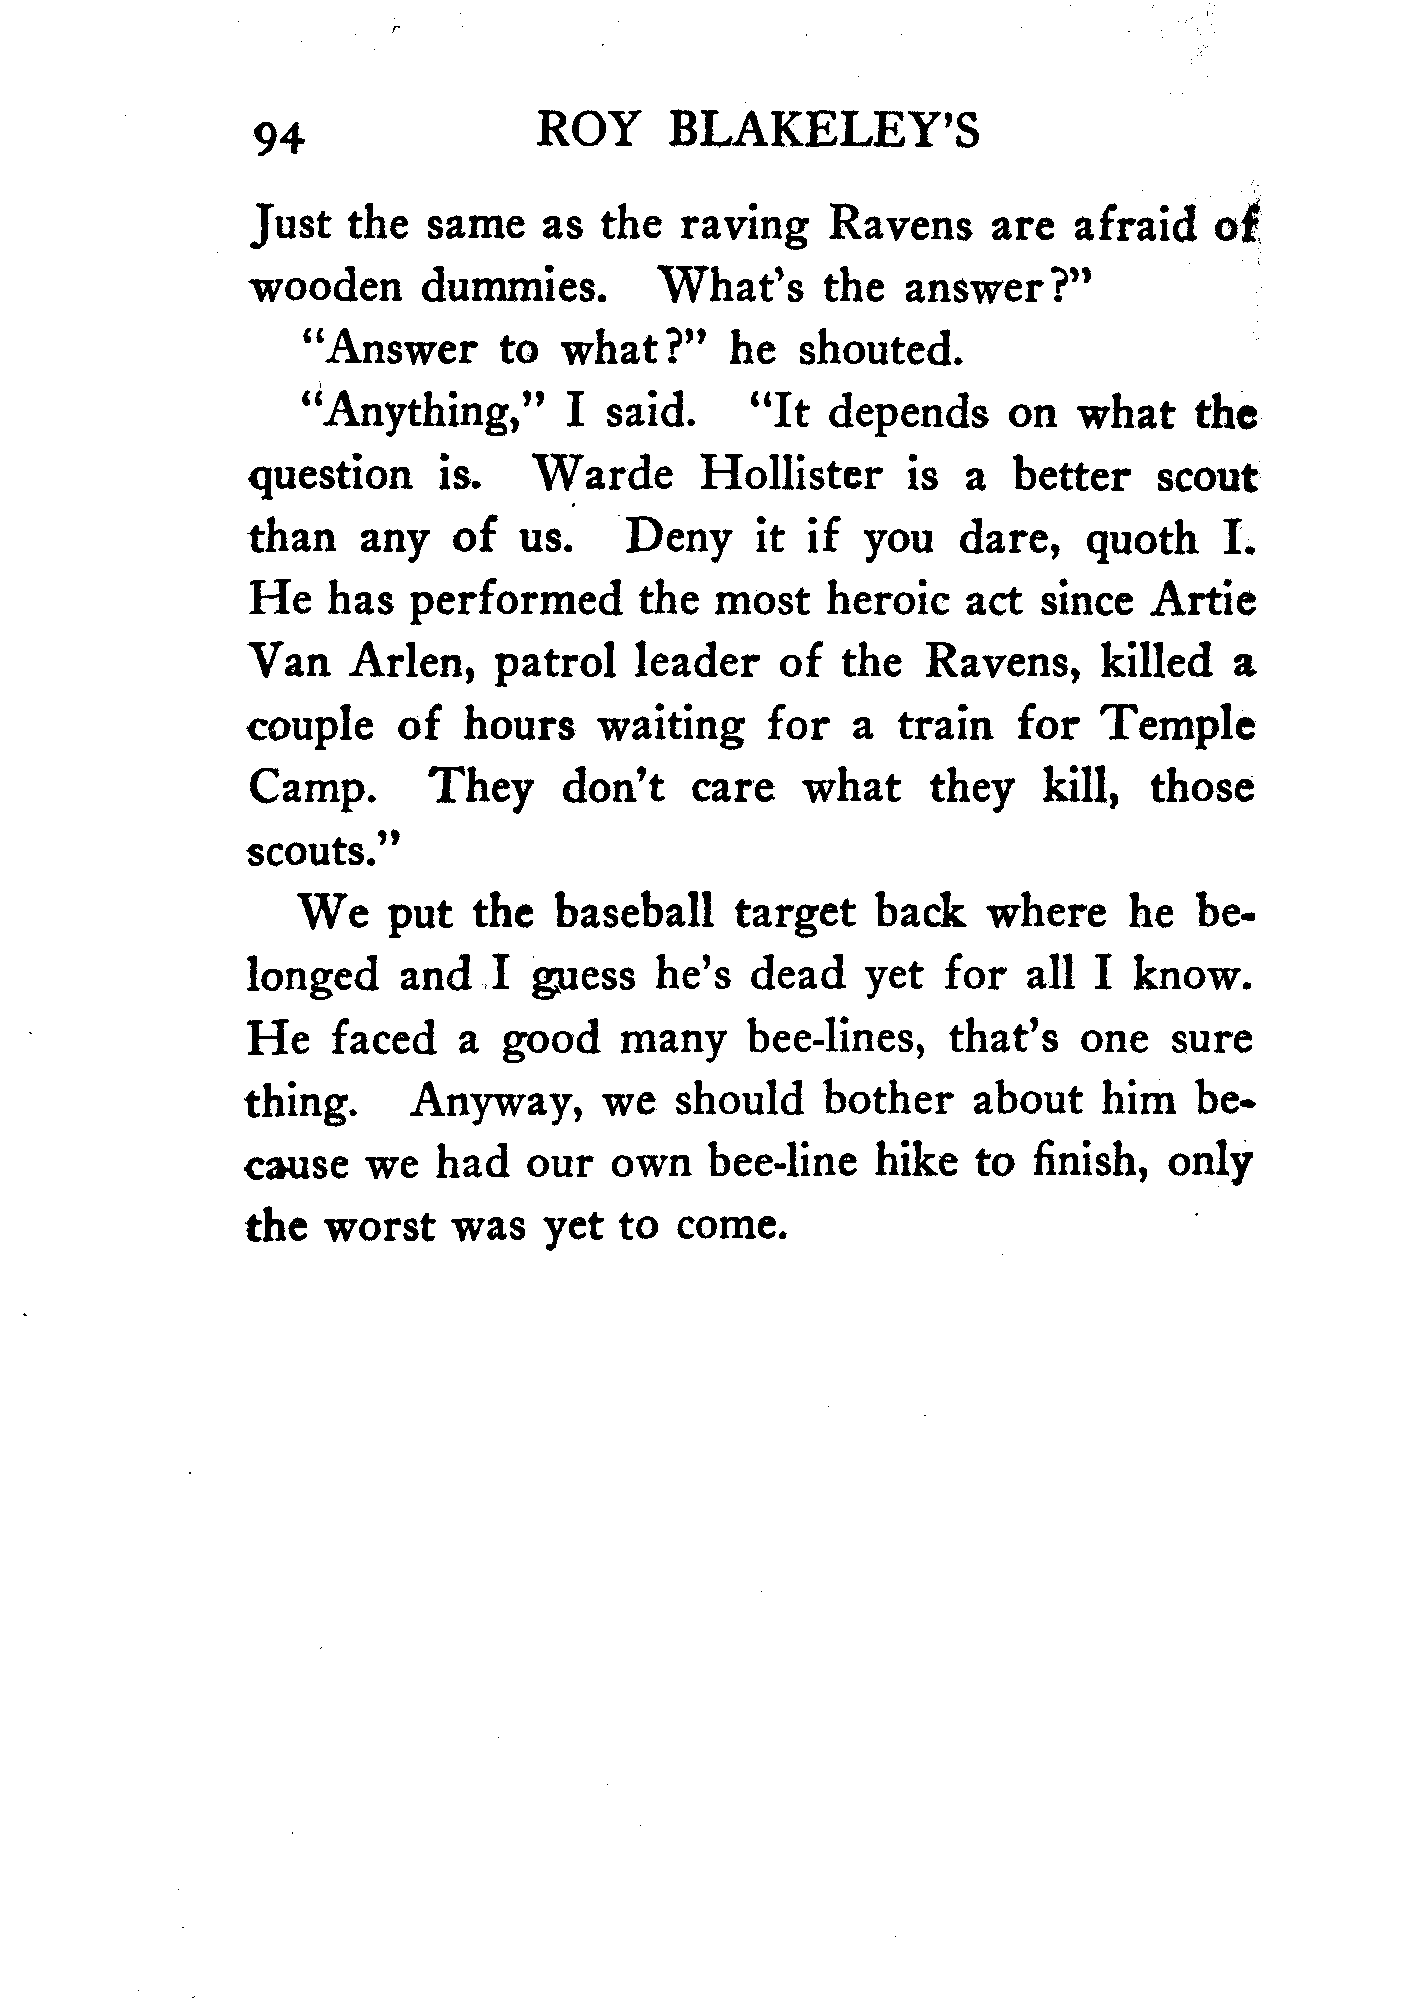 94 ROY BLAKELEY'S
Just the same as the raving Ravens are afraid of
wooden dummies. What's the answer?"
"Answer to what?" he shouted.
"Anything," I said. "It depends on what the
question is. Warde Hollister is a better scout
than any of us. Deny it if you dare, quoth I.
He has performed the most heroic act since Artie
Van Arlen, patrol leader of the Ravens, killed a
couple of hours waiting for a train for Temple
Camp. They don't care what they kill, those
scouts."
We put the baseball target back where he be-
longed and I guess he's dead yet for all I know.
He faced a good many bee-lines, that's one sure
thing. Anyway, we should bother about him be-
cause we had our own bee-line hike to finish, only
the worst was yet to come.